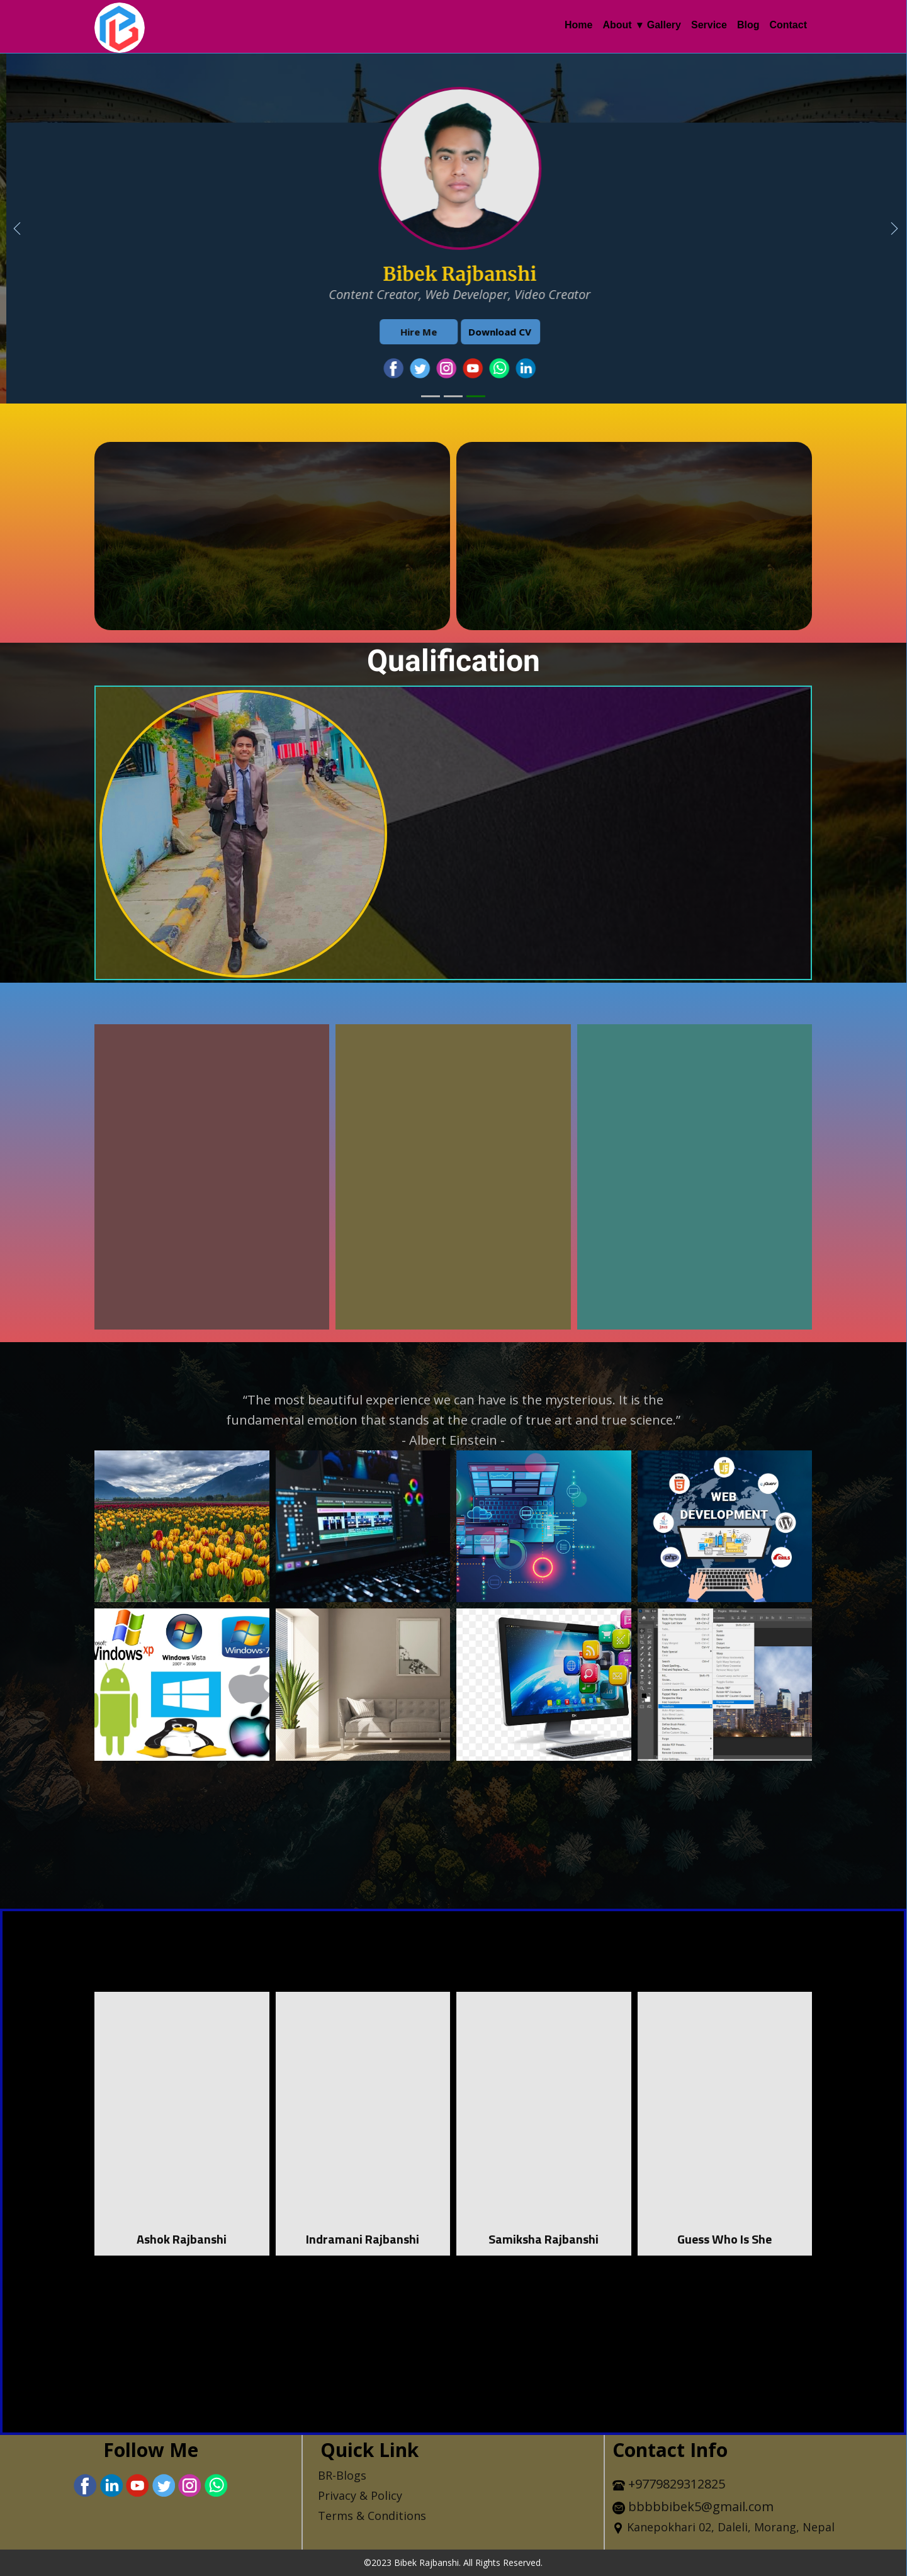 Home About ▾ Gallery Service Blog Contact
Bibek Rajbanshi
Content Creator, Web Developer, Video Creator
Hire Me Download CV
Qualification
“The most beautiful experience we can have is the mysterious. It is the
fundamental emotion that stands at the cradle of true art and true science.”
- Albert Einstein -
WEB
DEVELOPMENT
HTML
php
Windows xp
Windows Vista
Windows 7
Ashok Rajbanshi
Indramani Rajbanshi
Samiksha Rajbanshi
Guess Who Is She
Follow Me
Quick Link
BR-Blogs
Privacy & Policy
Terms & Conditions
Contact Info
+9779829312825
bbbbbibek5@gmail.com
Kanepokhari 02, Daleli, Morang, Nepal
©2023 Bibek Rajbanshi. All Rights Reserved.